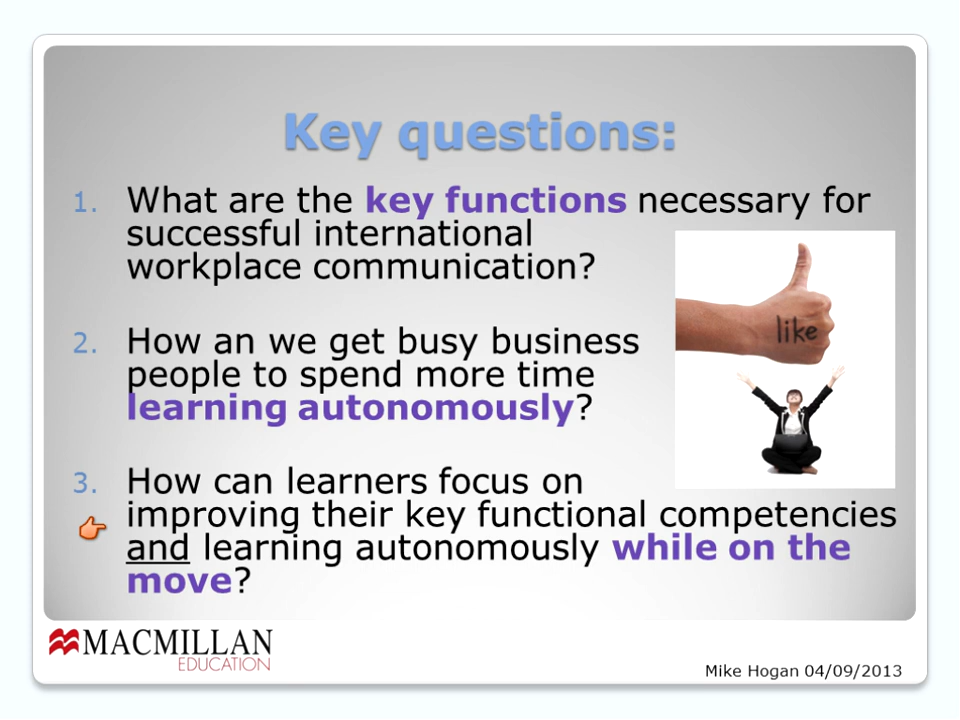 Key questions:
1. What are the key functions necessary for
successful international
workplace communication?
like
2. How an we get busy business
people to spend more time
learning autonomously?
3. How can learners focus on
improving their key functional competencies
and learning autonomously while on the
move?
MACMILLAN
EDUCATION
Mike Hogan 04/09/2013